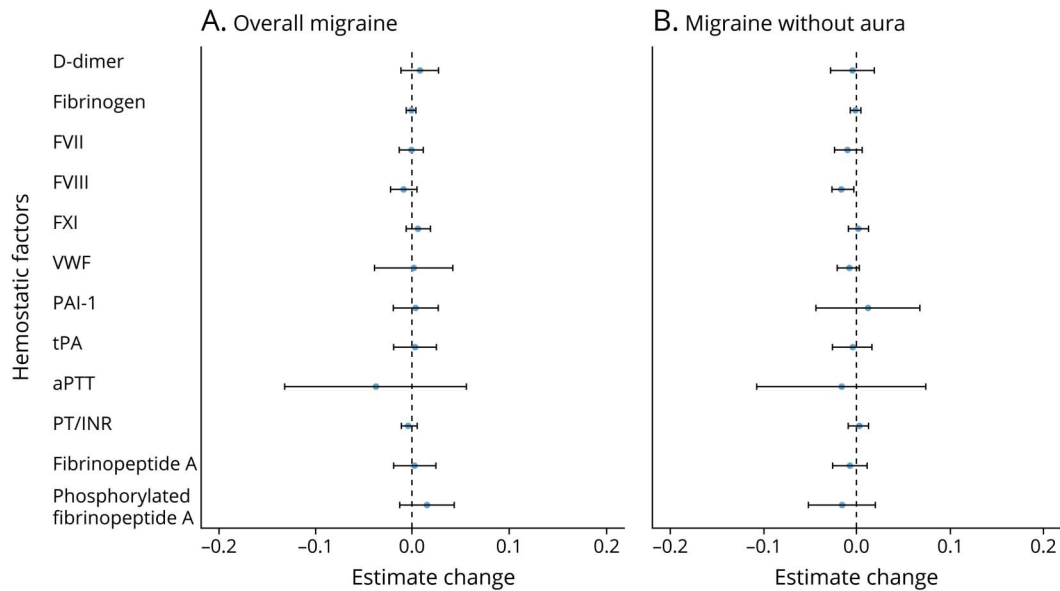 A. Overall migraine
B. Migraine without aura
Hemostatic factors
D-dimer
Fibrinogen
FVII
FVIII
FXI
VWF
PAI-1
tPA
aPTT
PT/INR
Fibrinopeptide A
Phosphorylated
fibrinopeptide A
−0.2 −0.1 0.0 0.1 0.2
Estimate change
−0.2 −0.1 0.0 0.1 0.2
Estimate change